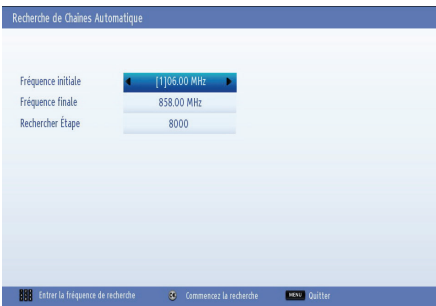 Recherche de Chaînes Automatique
Fréquence initiale [1]06.00 MHz
Fréquence finale 858.00 MHz
Rechercher Étape 8000
Entrer la fréquence de recherche OK Commencez la recherche MENU Quitter